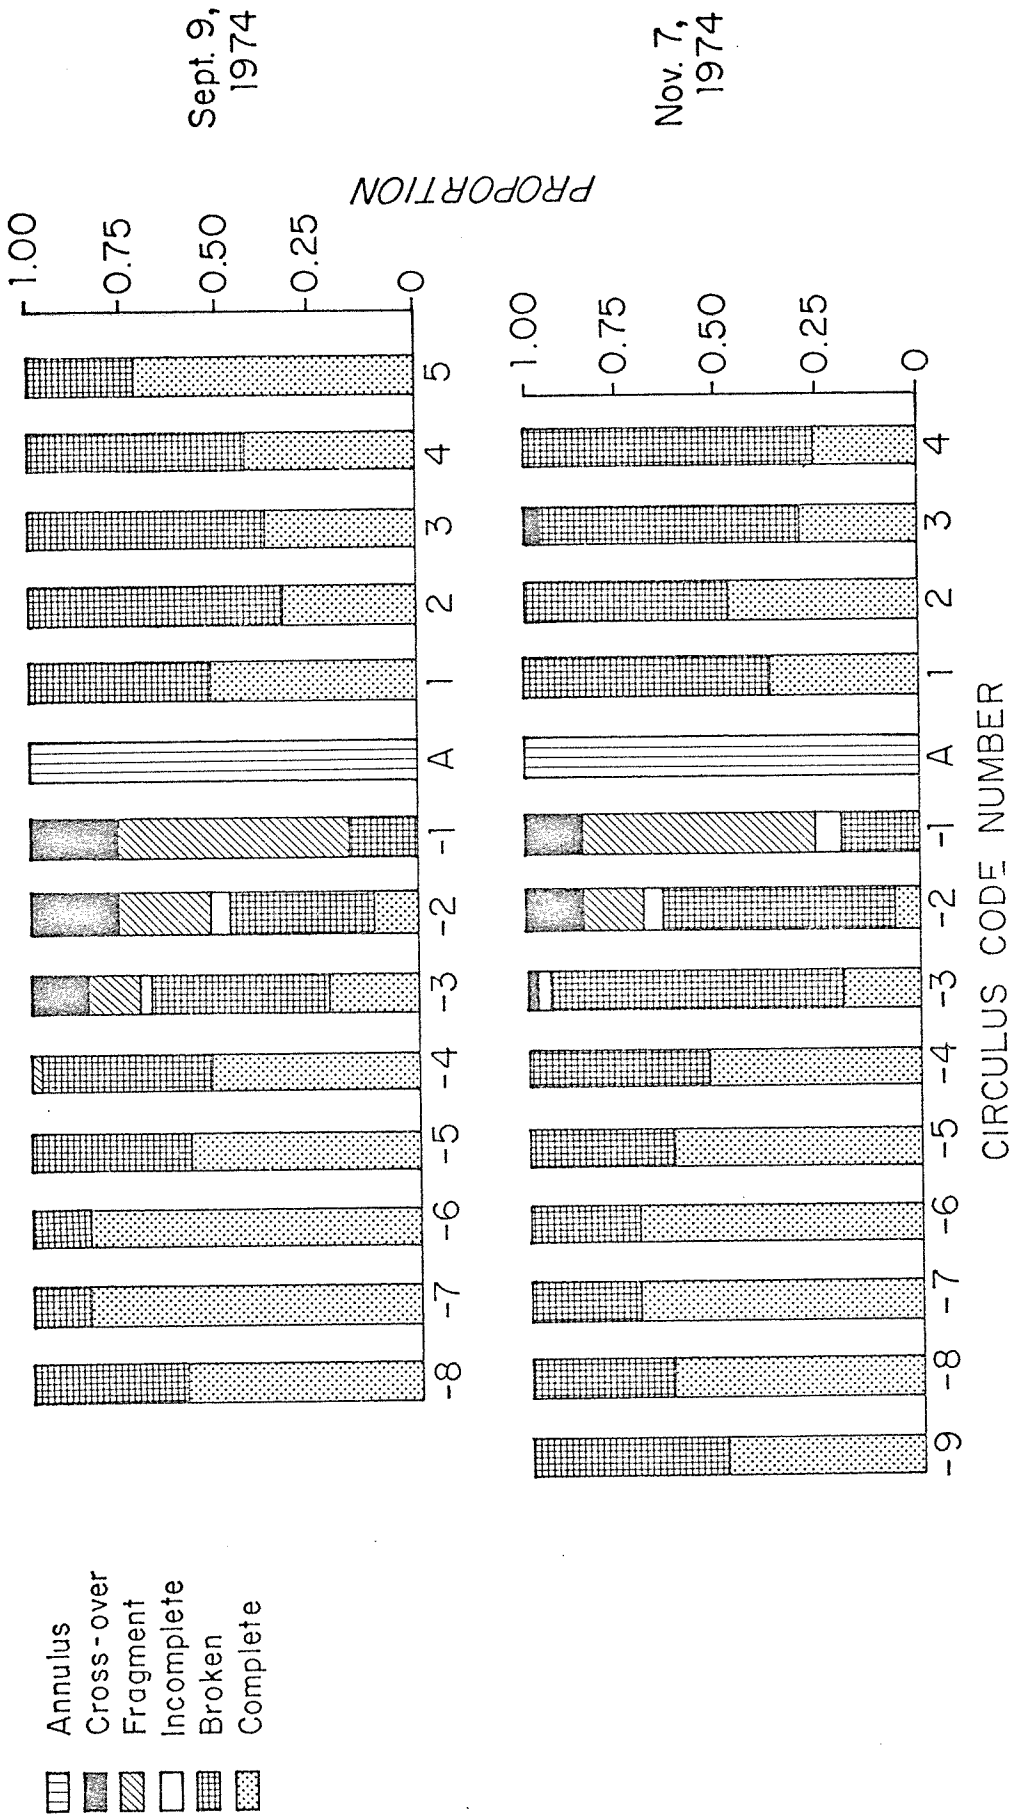 Annulus
Cross-over
Fragment
Incomplete
Broken
Complete
Sept. 9,
1974
1.00
0.75
0.50
0.25
0
-8 -7 -6 -5 -4 -3 -2 -1 A 1 2 3 4 5
PROPORTION
Nov. 7,
1974
1.00
0.75
0.50
0.25
0
-9 -8 -7 -6 -5 -4 -3 -2 -1 A 1 2 3 4
CIRCULUS CODE NUMBER